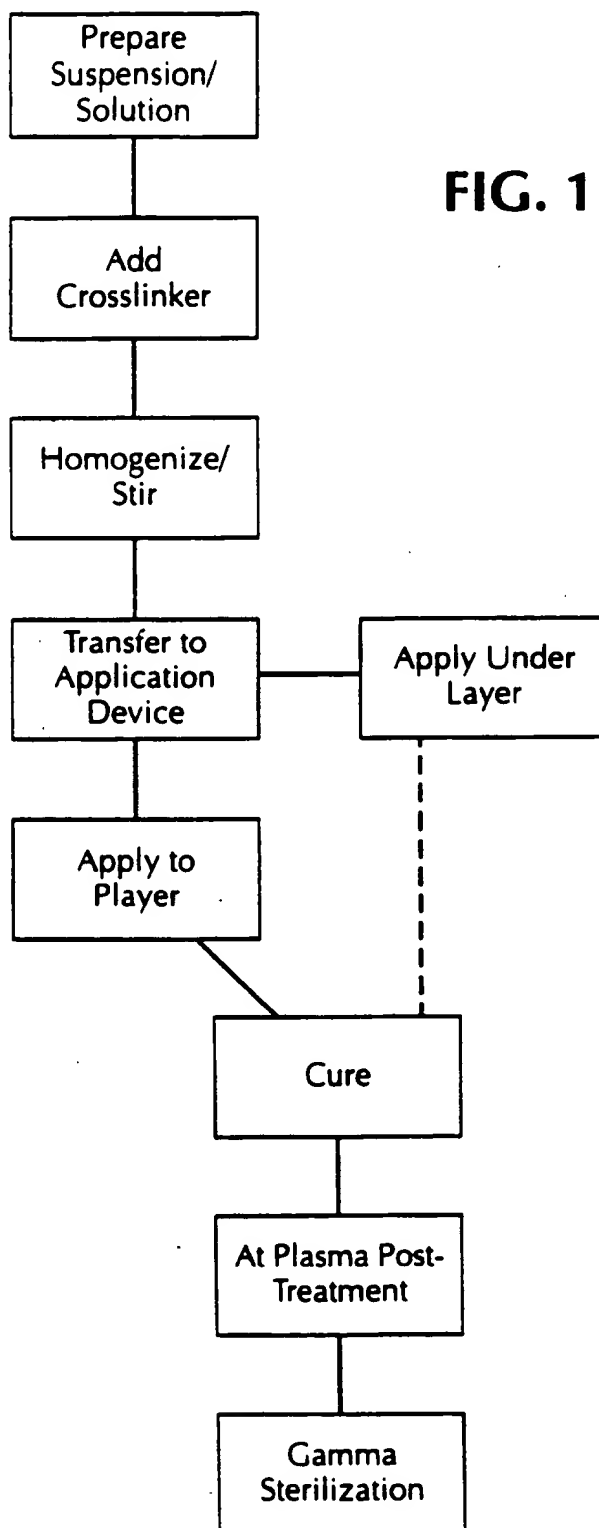 Prepare
Suspension/
Solution
FIG. 1
Add
Crosslinker
Homogenize/
Stir
Transfer to
Application
Device
Apply Under
Layer
Apply to
Player
Cure
At Plasma Post-
Treatment
Gamma
Sterilization